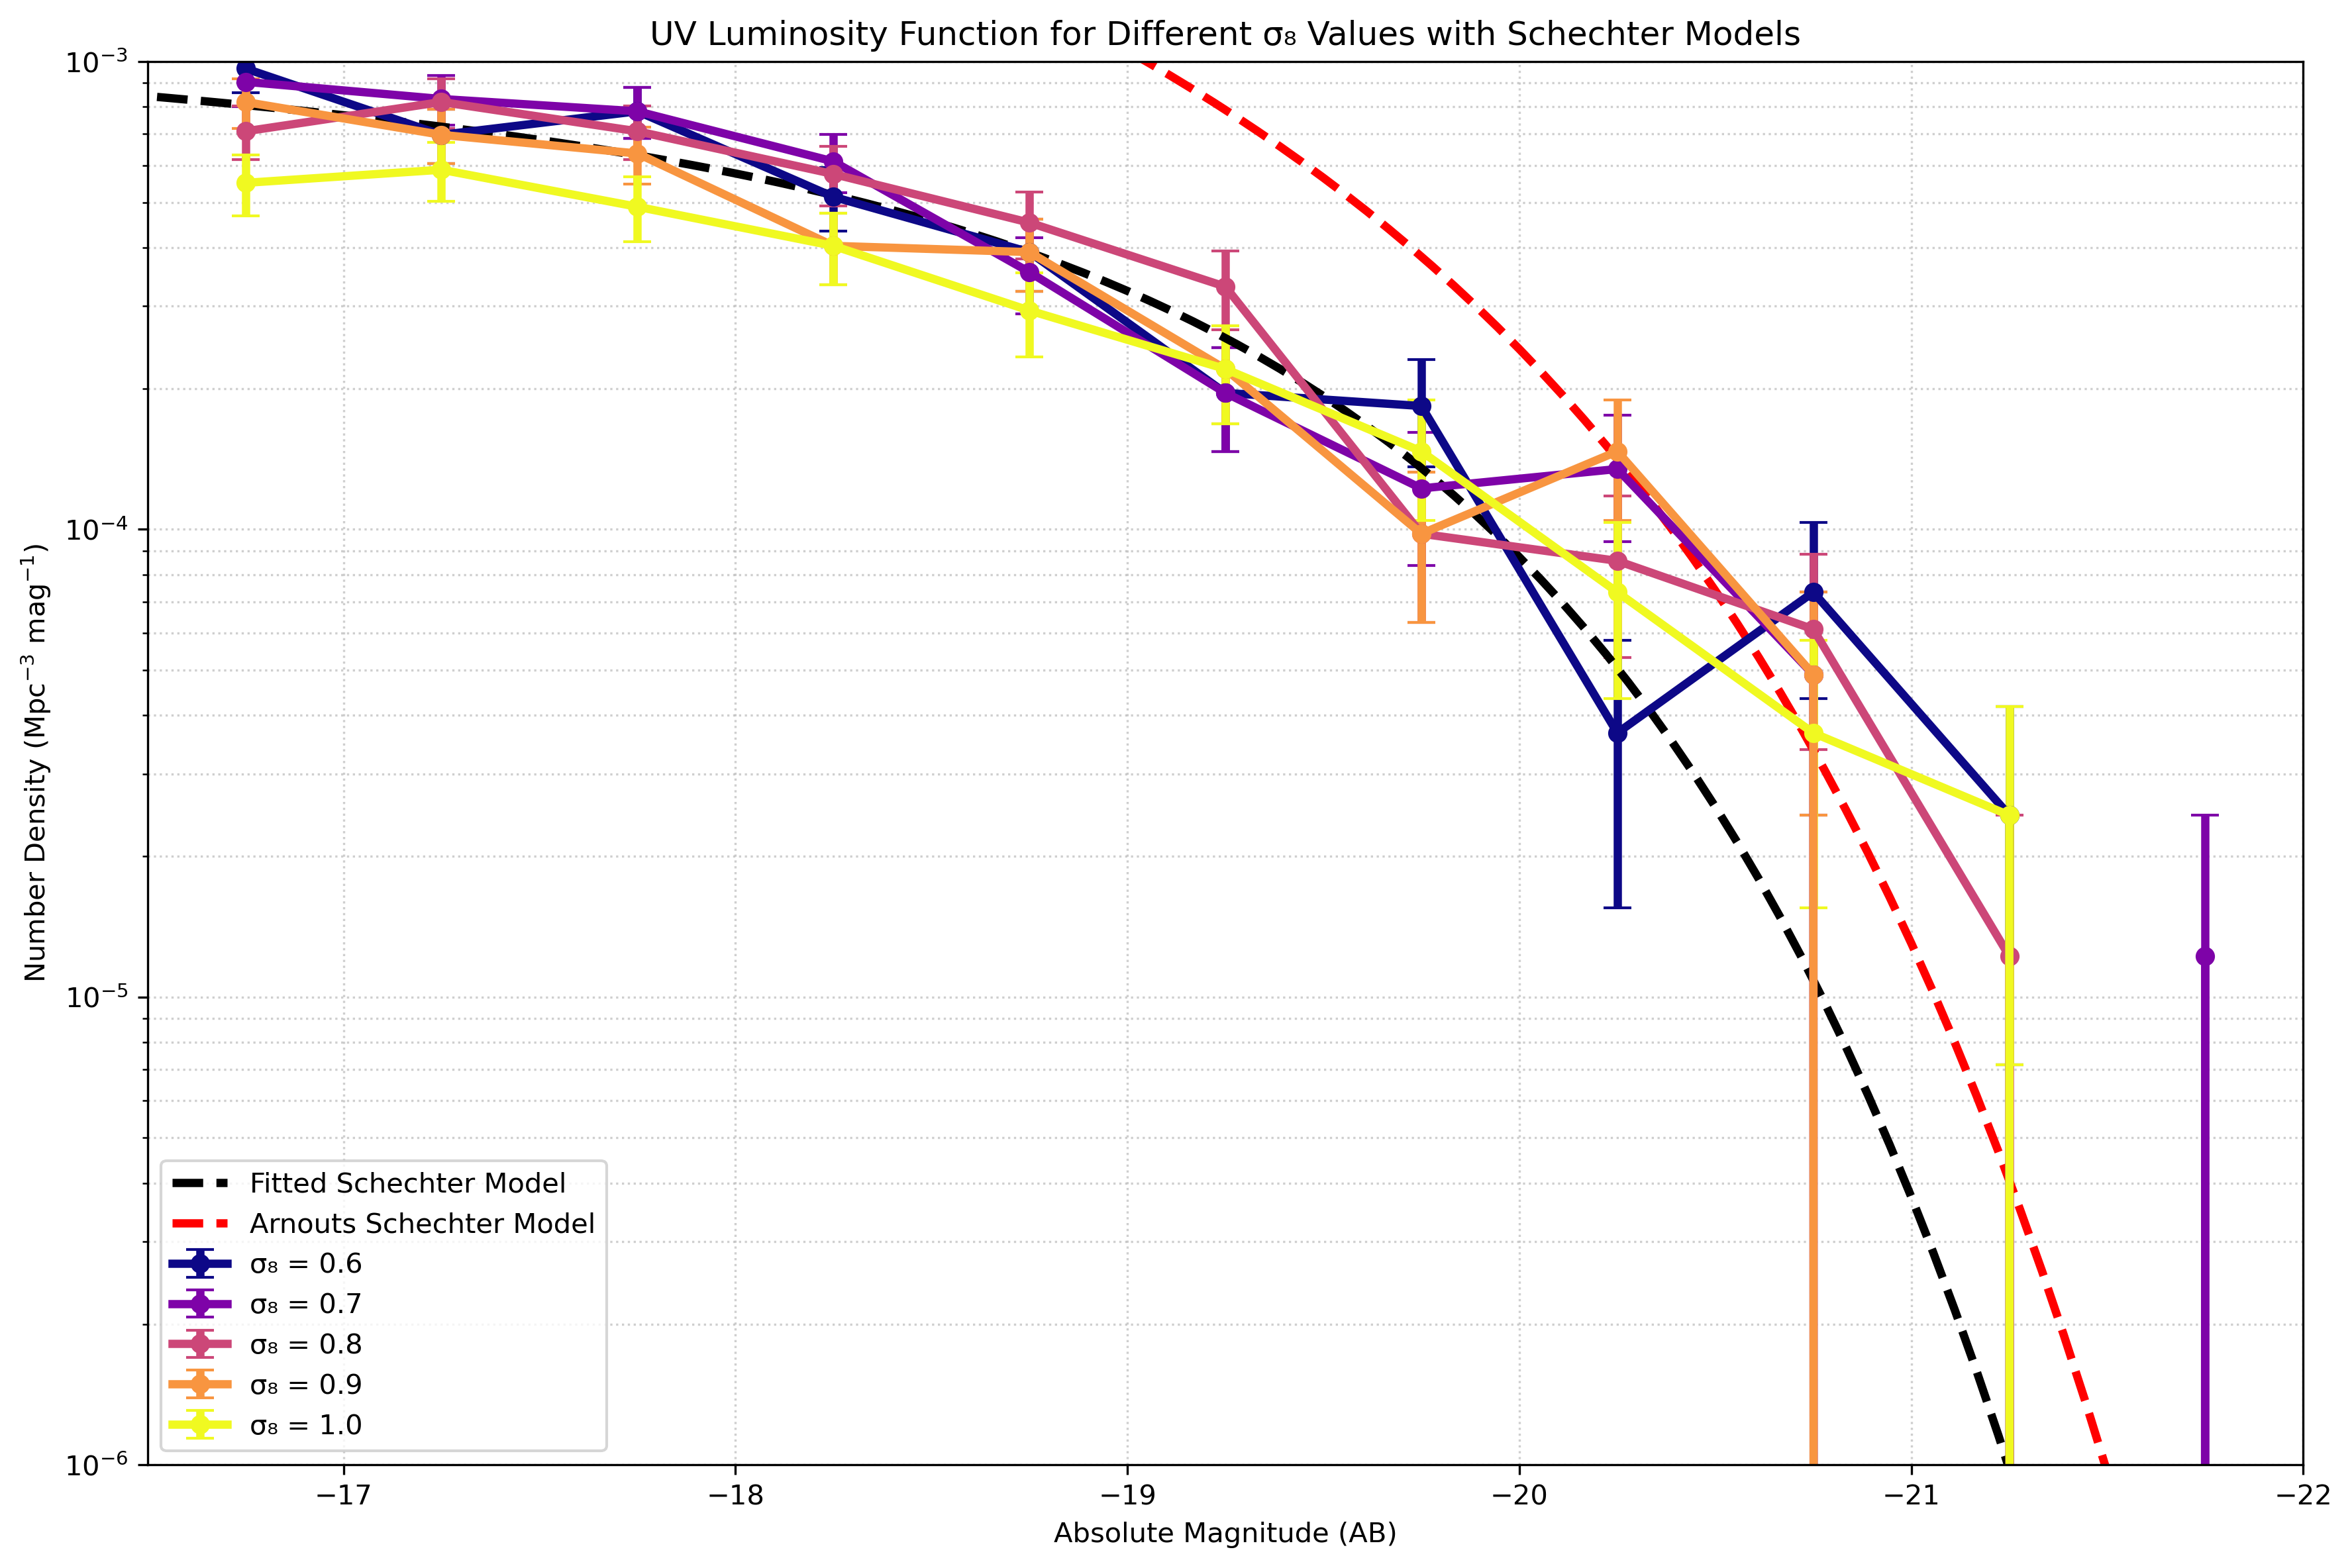 UV Luminosity Function for Different σ₈ Values with Schechter Models
10⁻³
10⁻⁴
10⁻⁵
10⁻⁶
Number Density (Mpc⁻³ mag⁻¹)
Fitted Schechter Model
Arnouts Schechter Model
σ₈ = 0.6
σ₈ = 0.7
σ₈ = 0.8
σ₈ = 0.9
σ₈ = 1.0
−17 −18 −19 −20 −21 −22
Absolute Magnitude (AB)